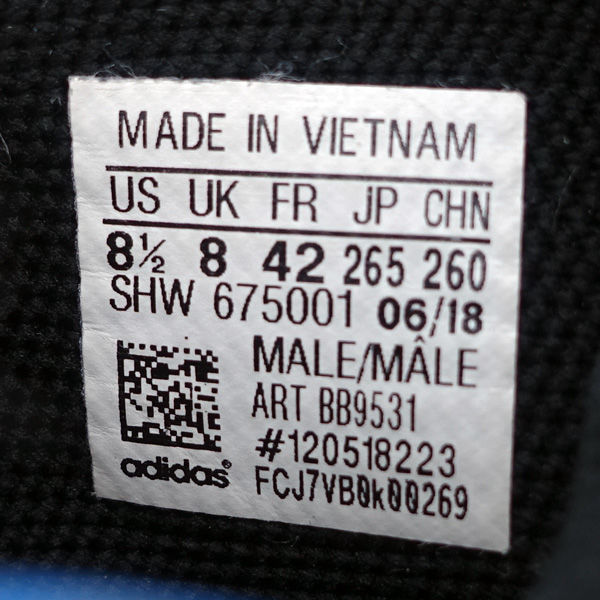 MADE IN VIETNAM
US UK FR JP CHN
8½ 8 42 265 260
SHW 675001 06/18
MALE/MÂLE
ART BB9531
#120518223
FCJ7VB0k00269
adidas®